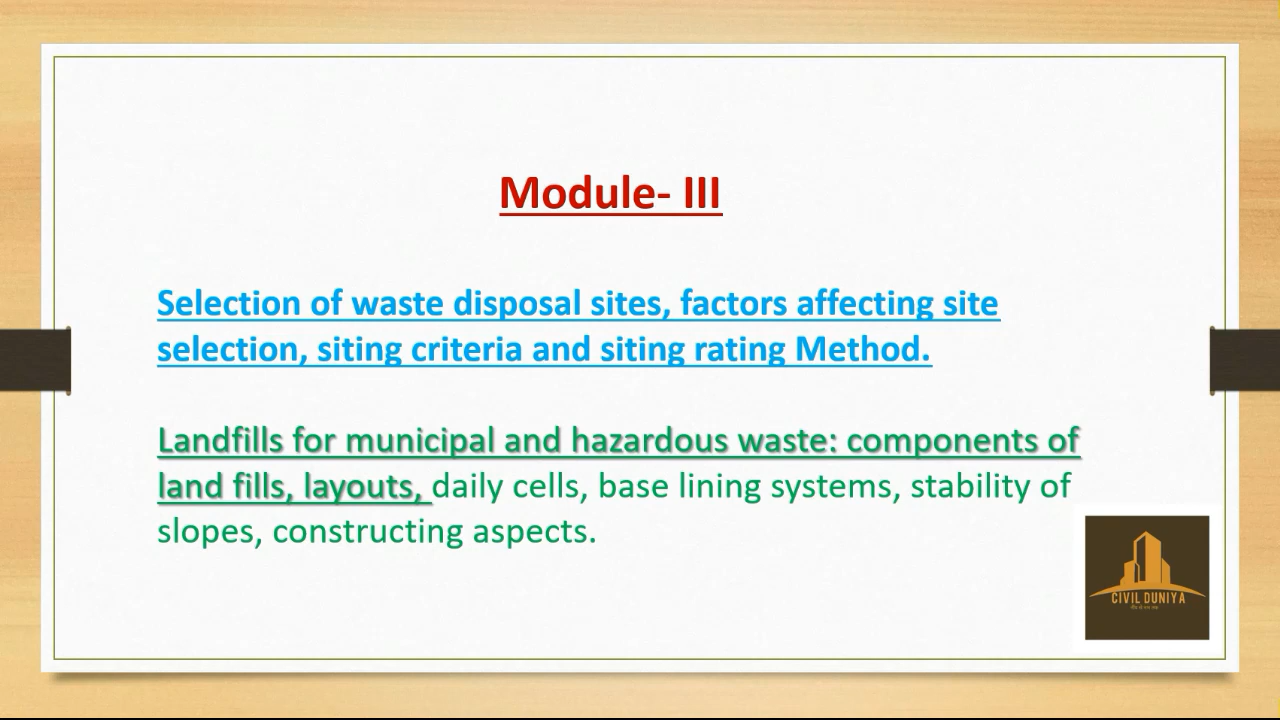 Module- III
Selection of waste disposal sites, factors affecting site
selection, siting criteria and siting rating Method.
Landfills for municipal and hazardous waste: components of
land fills, layouts, daily cells, base lining systems, stability of
slopes, constructing aspects.
CIVIL DUNIYA